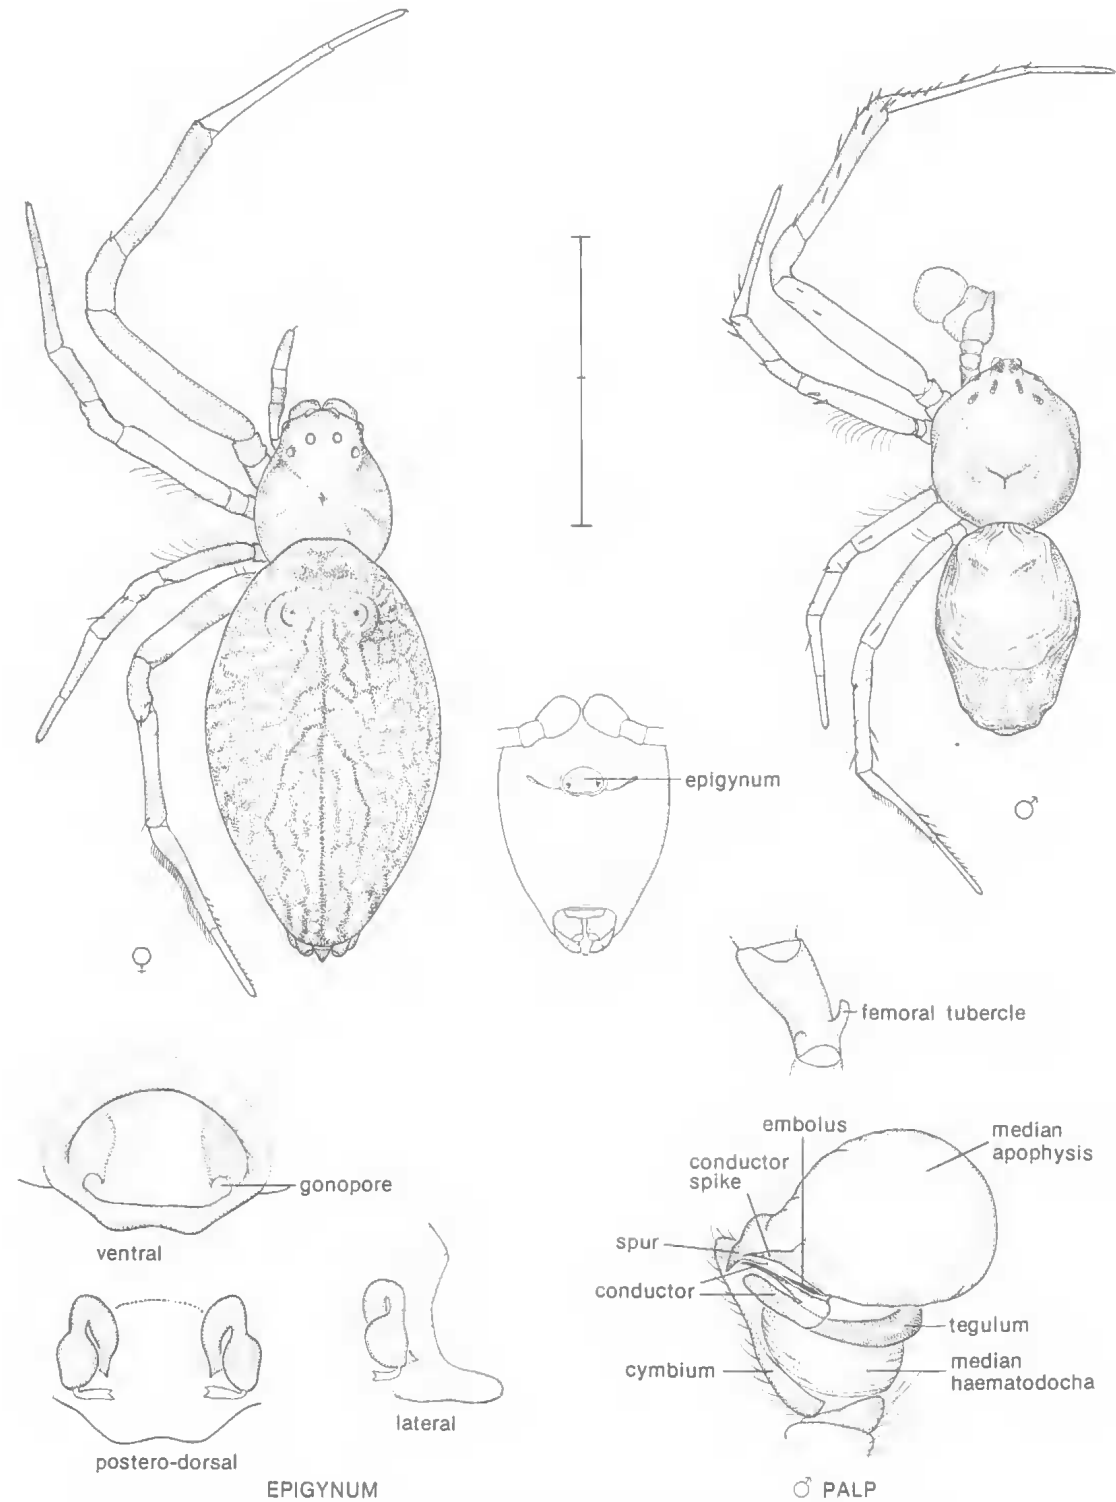 epigynum
♂
♀
femoral tubercle
embolus
median
apophysis
conductor
spike
gonopore
spur
ventral
conductor
tegulum
cymbium
median
haematodocha
lateral
postero-dorsal
EPIGYNUM
♂ PALP